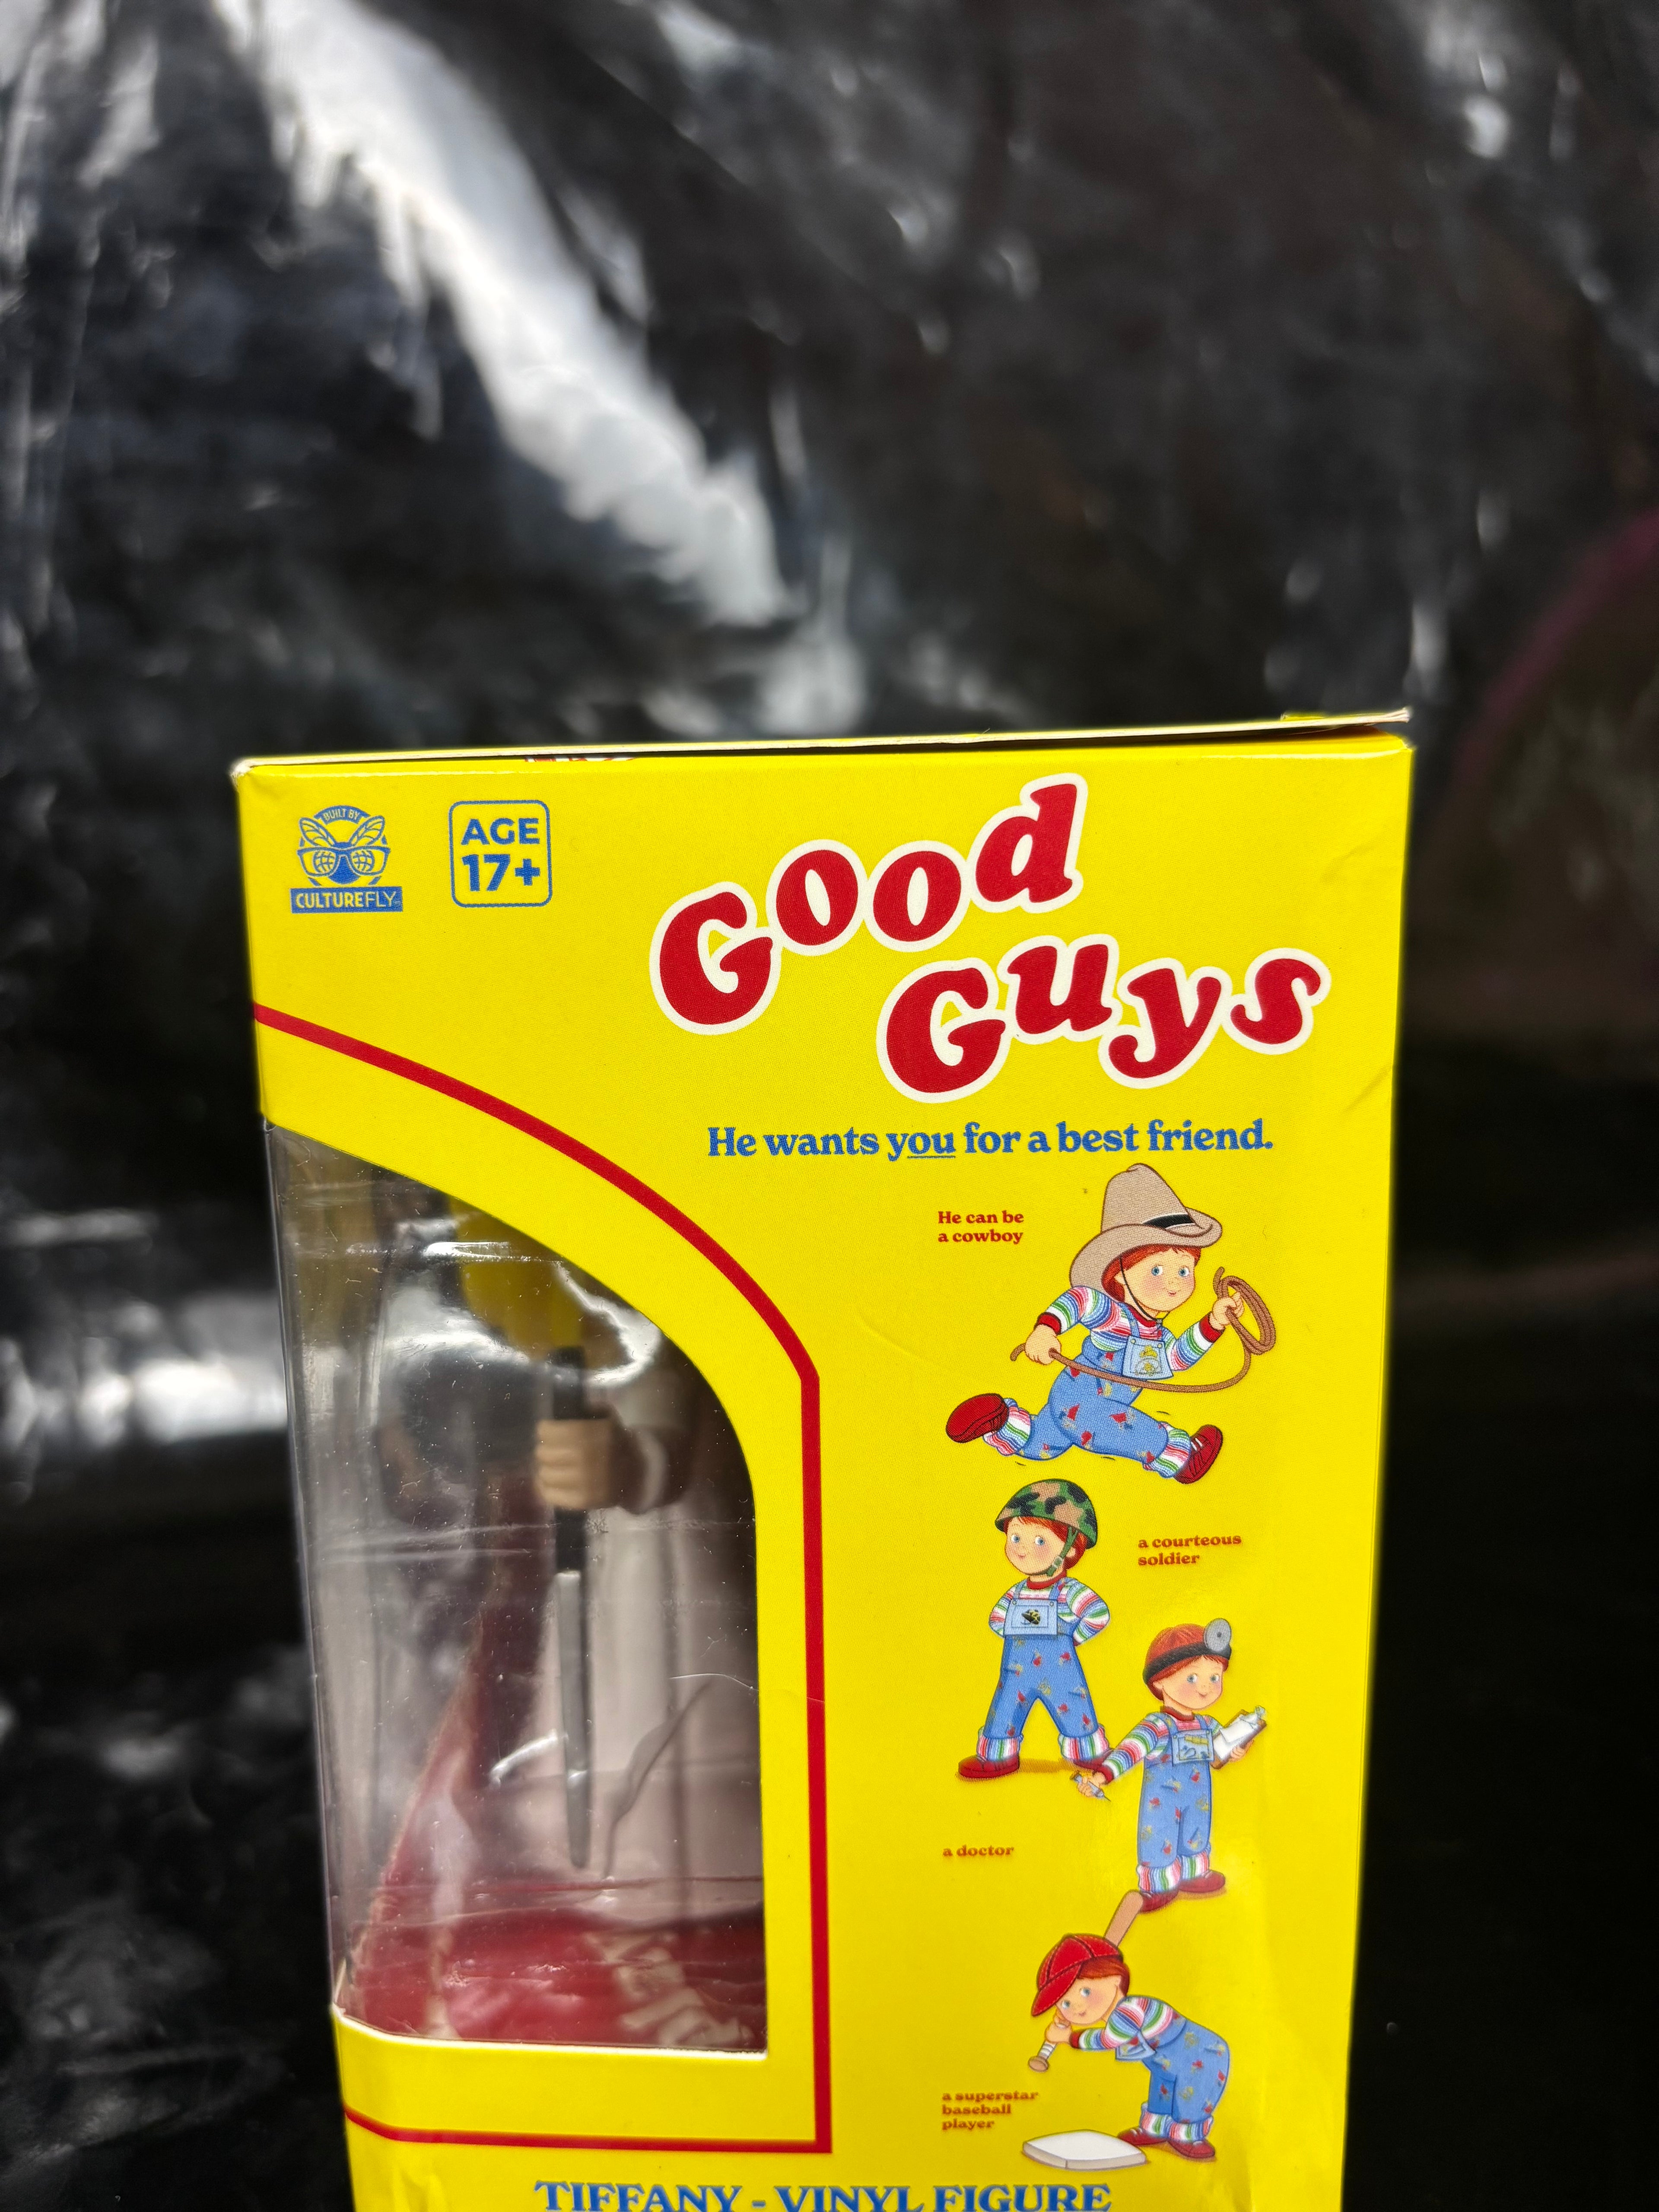 BUILT BY
CULTUREFLY
AGE
17+
Good
Guys
He wants you for a best friend.
He can be
a cowboy
a courteous
soldier
a doctor
a superstar
baseball
player
TIFFANY - VINYL FIGURE